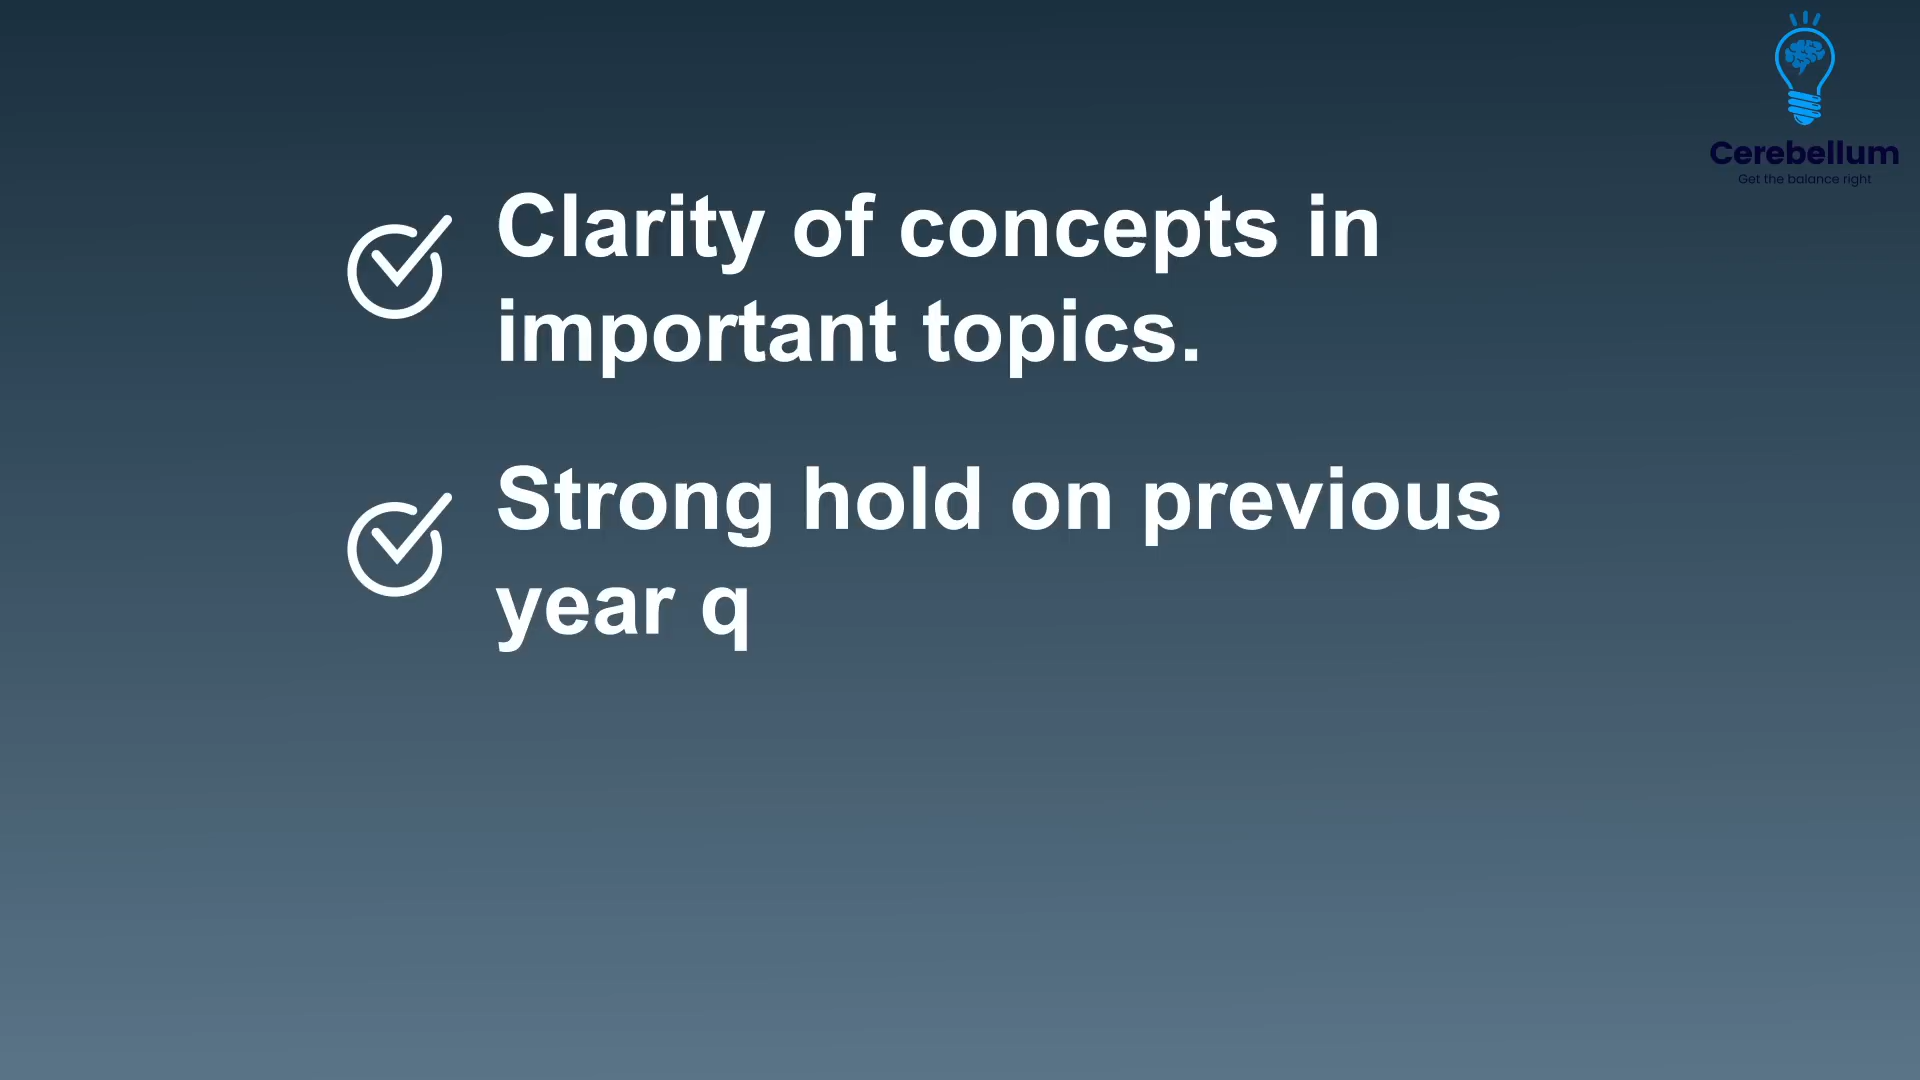 Cerebellum
Get the balance right
Clarity of concepts in
important topics.
Strong hold on previous
year q